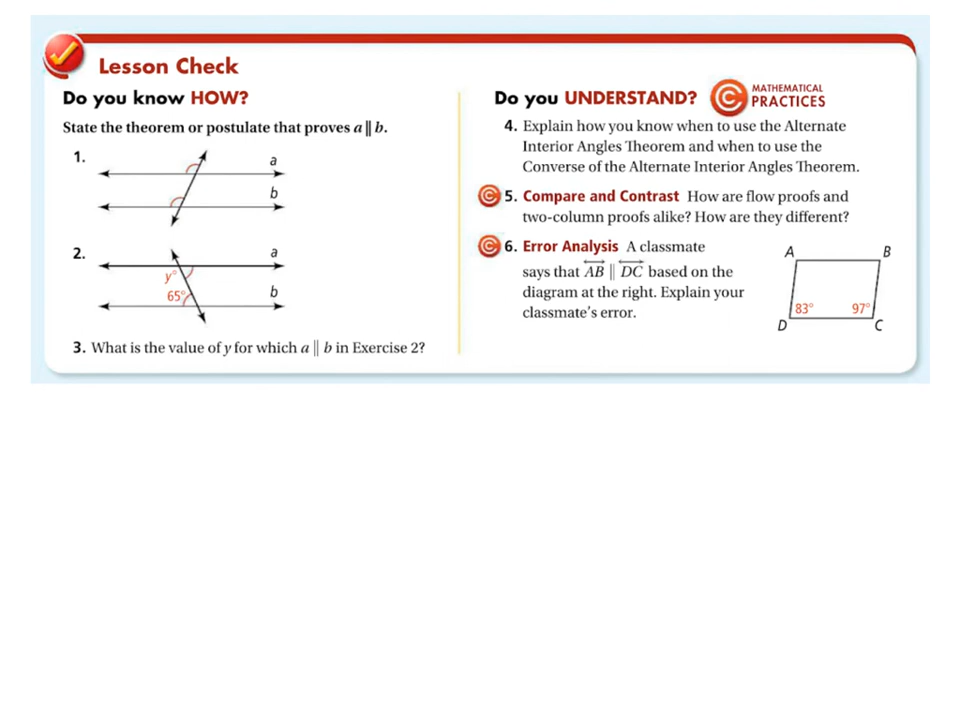 Lesson Check
Do you know HOW?
State the theorem or postulate that proves a ∥ b.
1.
a
b
2.
a
y°
65°
b
3. What is the value of y for which a ∥ b in Exercise 2?
Do you UNDERSTAND?
C
MATHEMATICAL
PRACTICES
4. Explain how you know when to use the Alternate
Interior Angles Theorem and when to use the
Converse of the Alternate Interior Angles Theorem.
C 5. Compare and Contrast How are flow proofs and
two-column proofs alike? How are they different?
C 6. Error Analysis A classmate
says that AB ∥ DC based on the
diagram at the right. Explain your
classmate's error.
A
B
83°
97°
D
C